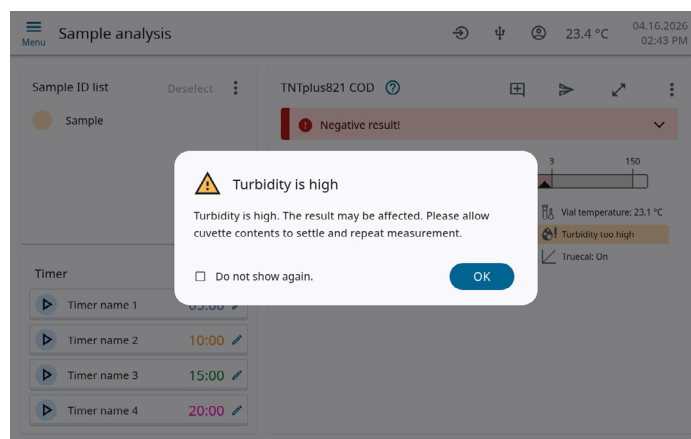 Menu
Sample analysis
23.4 °C
04.16.2026
02:43 PM
Sample ID list
Deselect
Sample
TNTplus821 COD
Negative result!
3
150
Vial temperature: 23.1 °C
Turbidity too high
Truecal: On
Turbidity is high
Turbidity is high. The result may be affected. Please allow
cuvette contents to settle and repeat measurement.
Do not show again.
OK
Timer
Timer name 1
Timer name 2
10:00
Timer name 3
15:00
Timer name 4
20:00